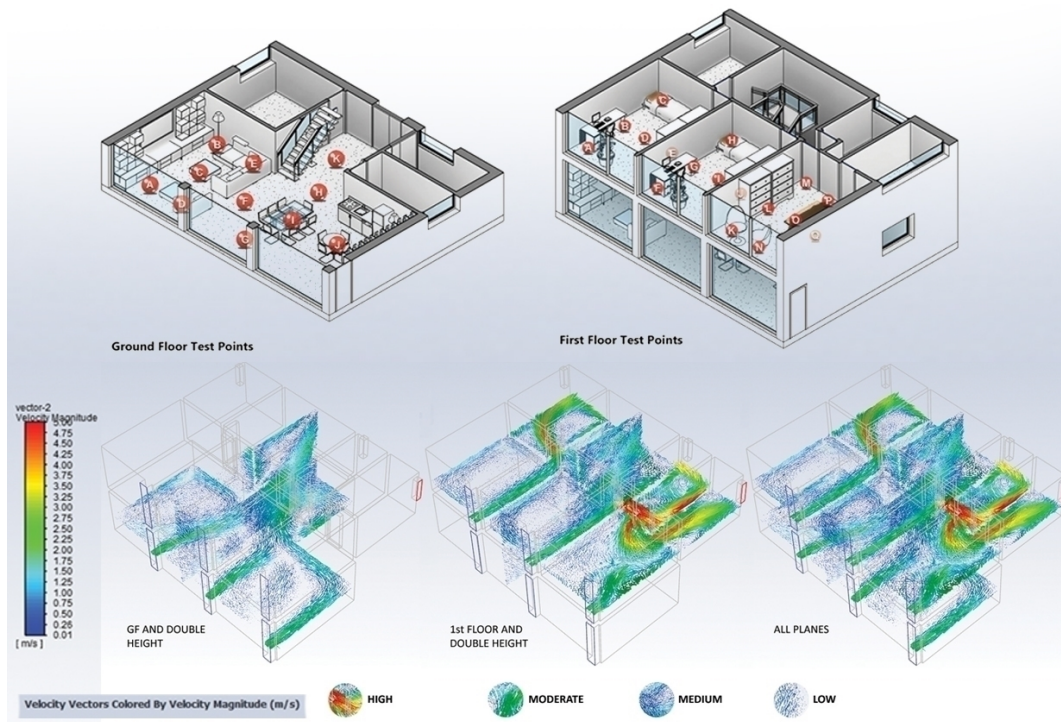 B
E
C
A
D
F
G
K
H
I
J
C
B
D
A
E
H
G
I
F
J
M
P
L
O
K
N
Ground Floor Test Points
First Floor Test Points
vector-2
Velocity Magnitude
5.00
4.75
4.50
4.25
4.00
3.75
3.50
3.25
3.00
2.75
2.50
2.25
2.00
1.75
1.50
1.25
1.00
0.75
0.50
0.25
0.01
[ m/s ]
GF AND DOUBLE
HEIGHT
1st FLOOR AND
DOUBLE HEIGHT
ALL PLANES
Velocity Vectors Colored By Velocity Magnitude (m/s)
HIGH
MODERATE
MEDIUM
LOW